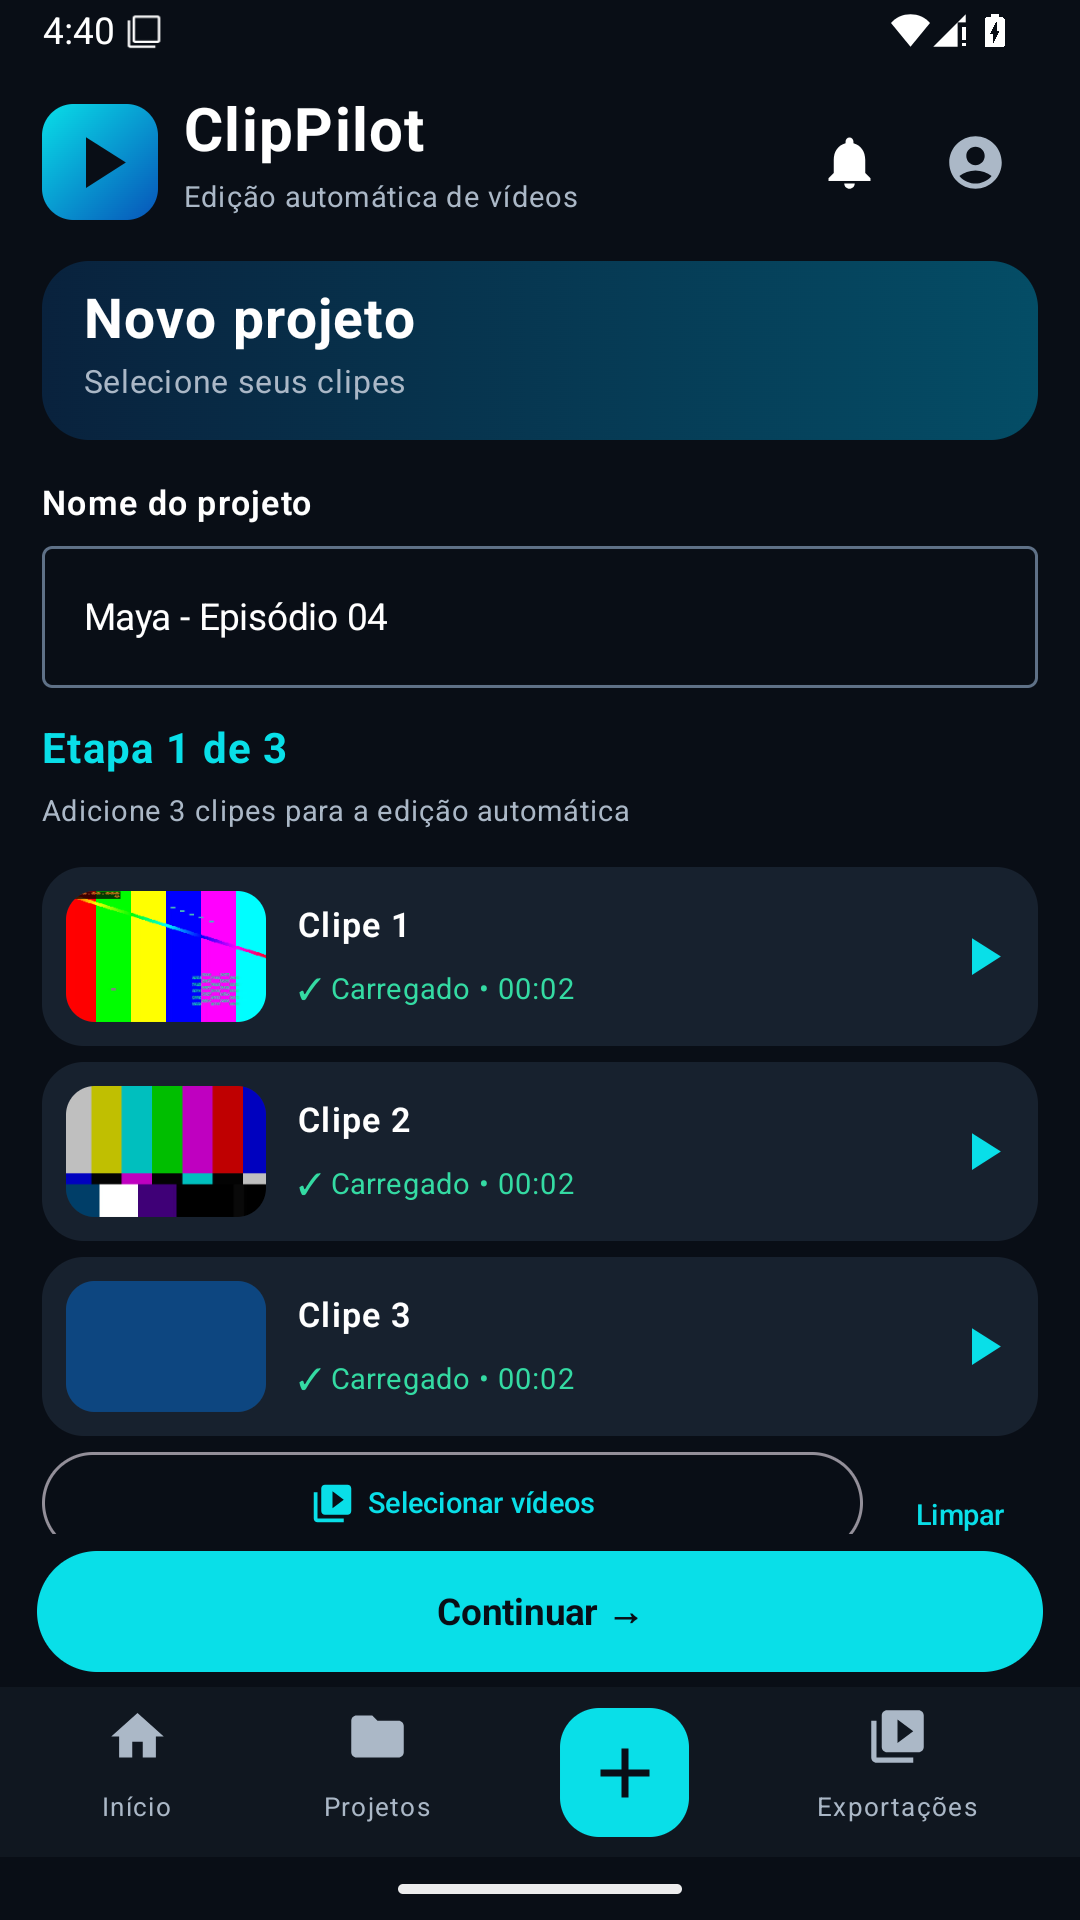 4:40
ClipPilot
Edição automática de vídeos
Novo projeto
Selecione seus clipes
Nome do projeto
Maya - Episódio 04
Etapa 1 de 3
Adicione 3 clipes para a edição automática
Clipe 1
✓ Carregado • 00:02
Clipe 2
✓ Carregado • 00:02
Clipe 3
✓ Carregado • 00:02
Selecionar vídeos
Limpar
Continuar →
Início
Projetos
Exportações